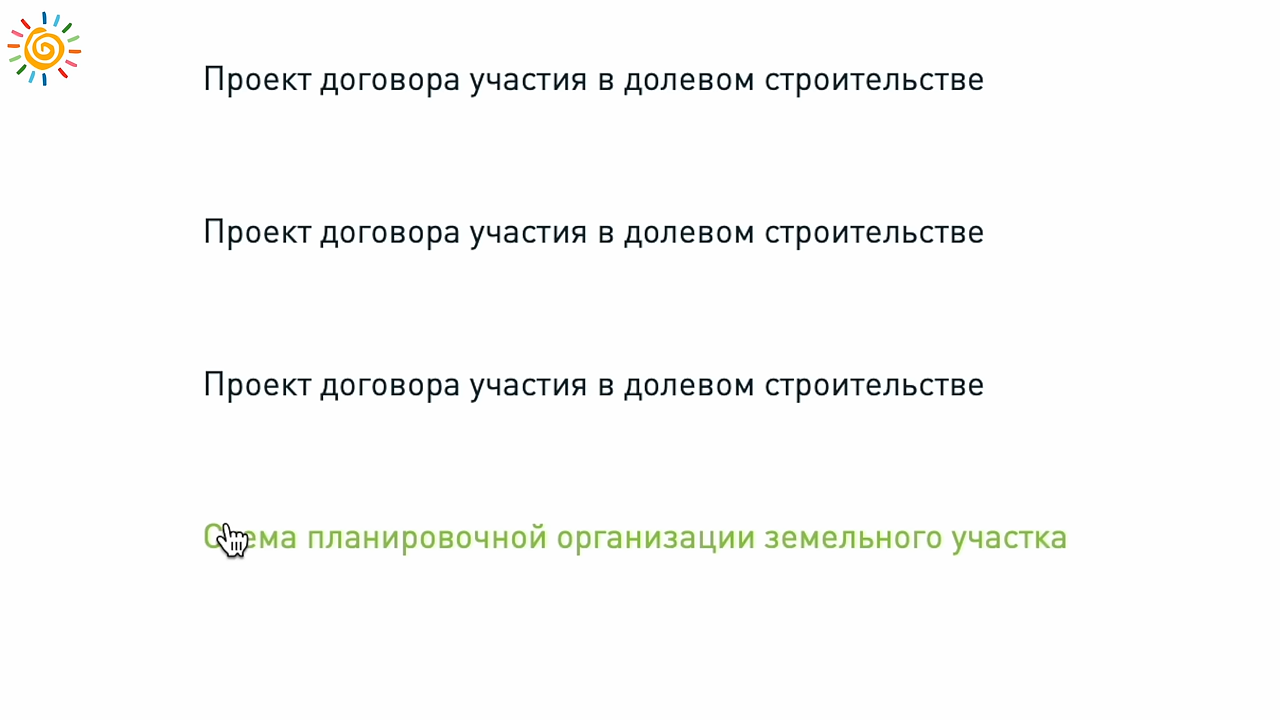 Проект договора участия в долевом строительстве
Проект договора участия в долевом строительстве
Проект договора участия в долевом строительстве
Схема планировочной организации земельного участка